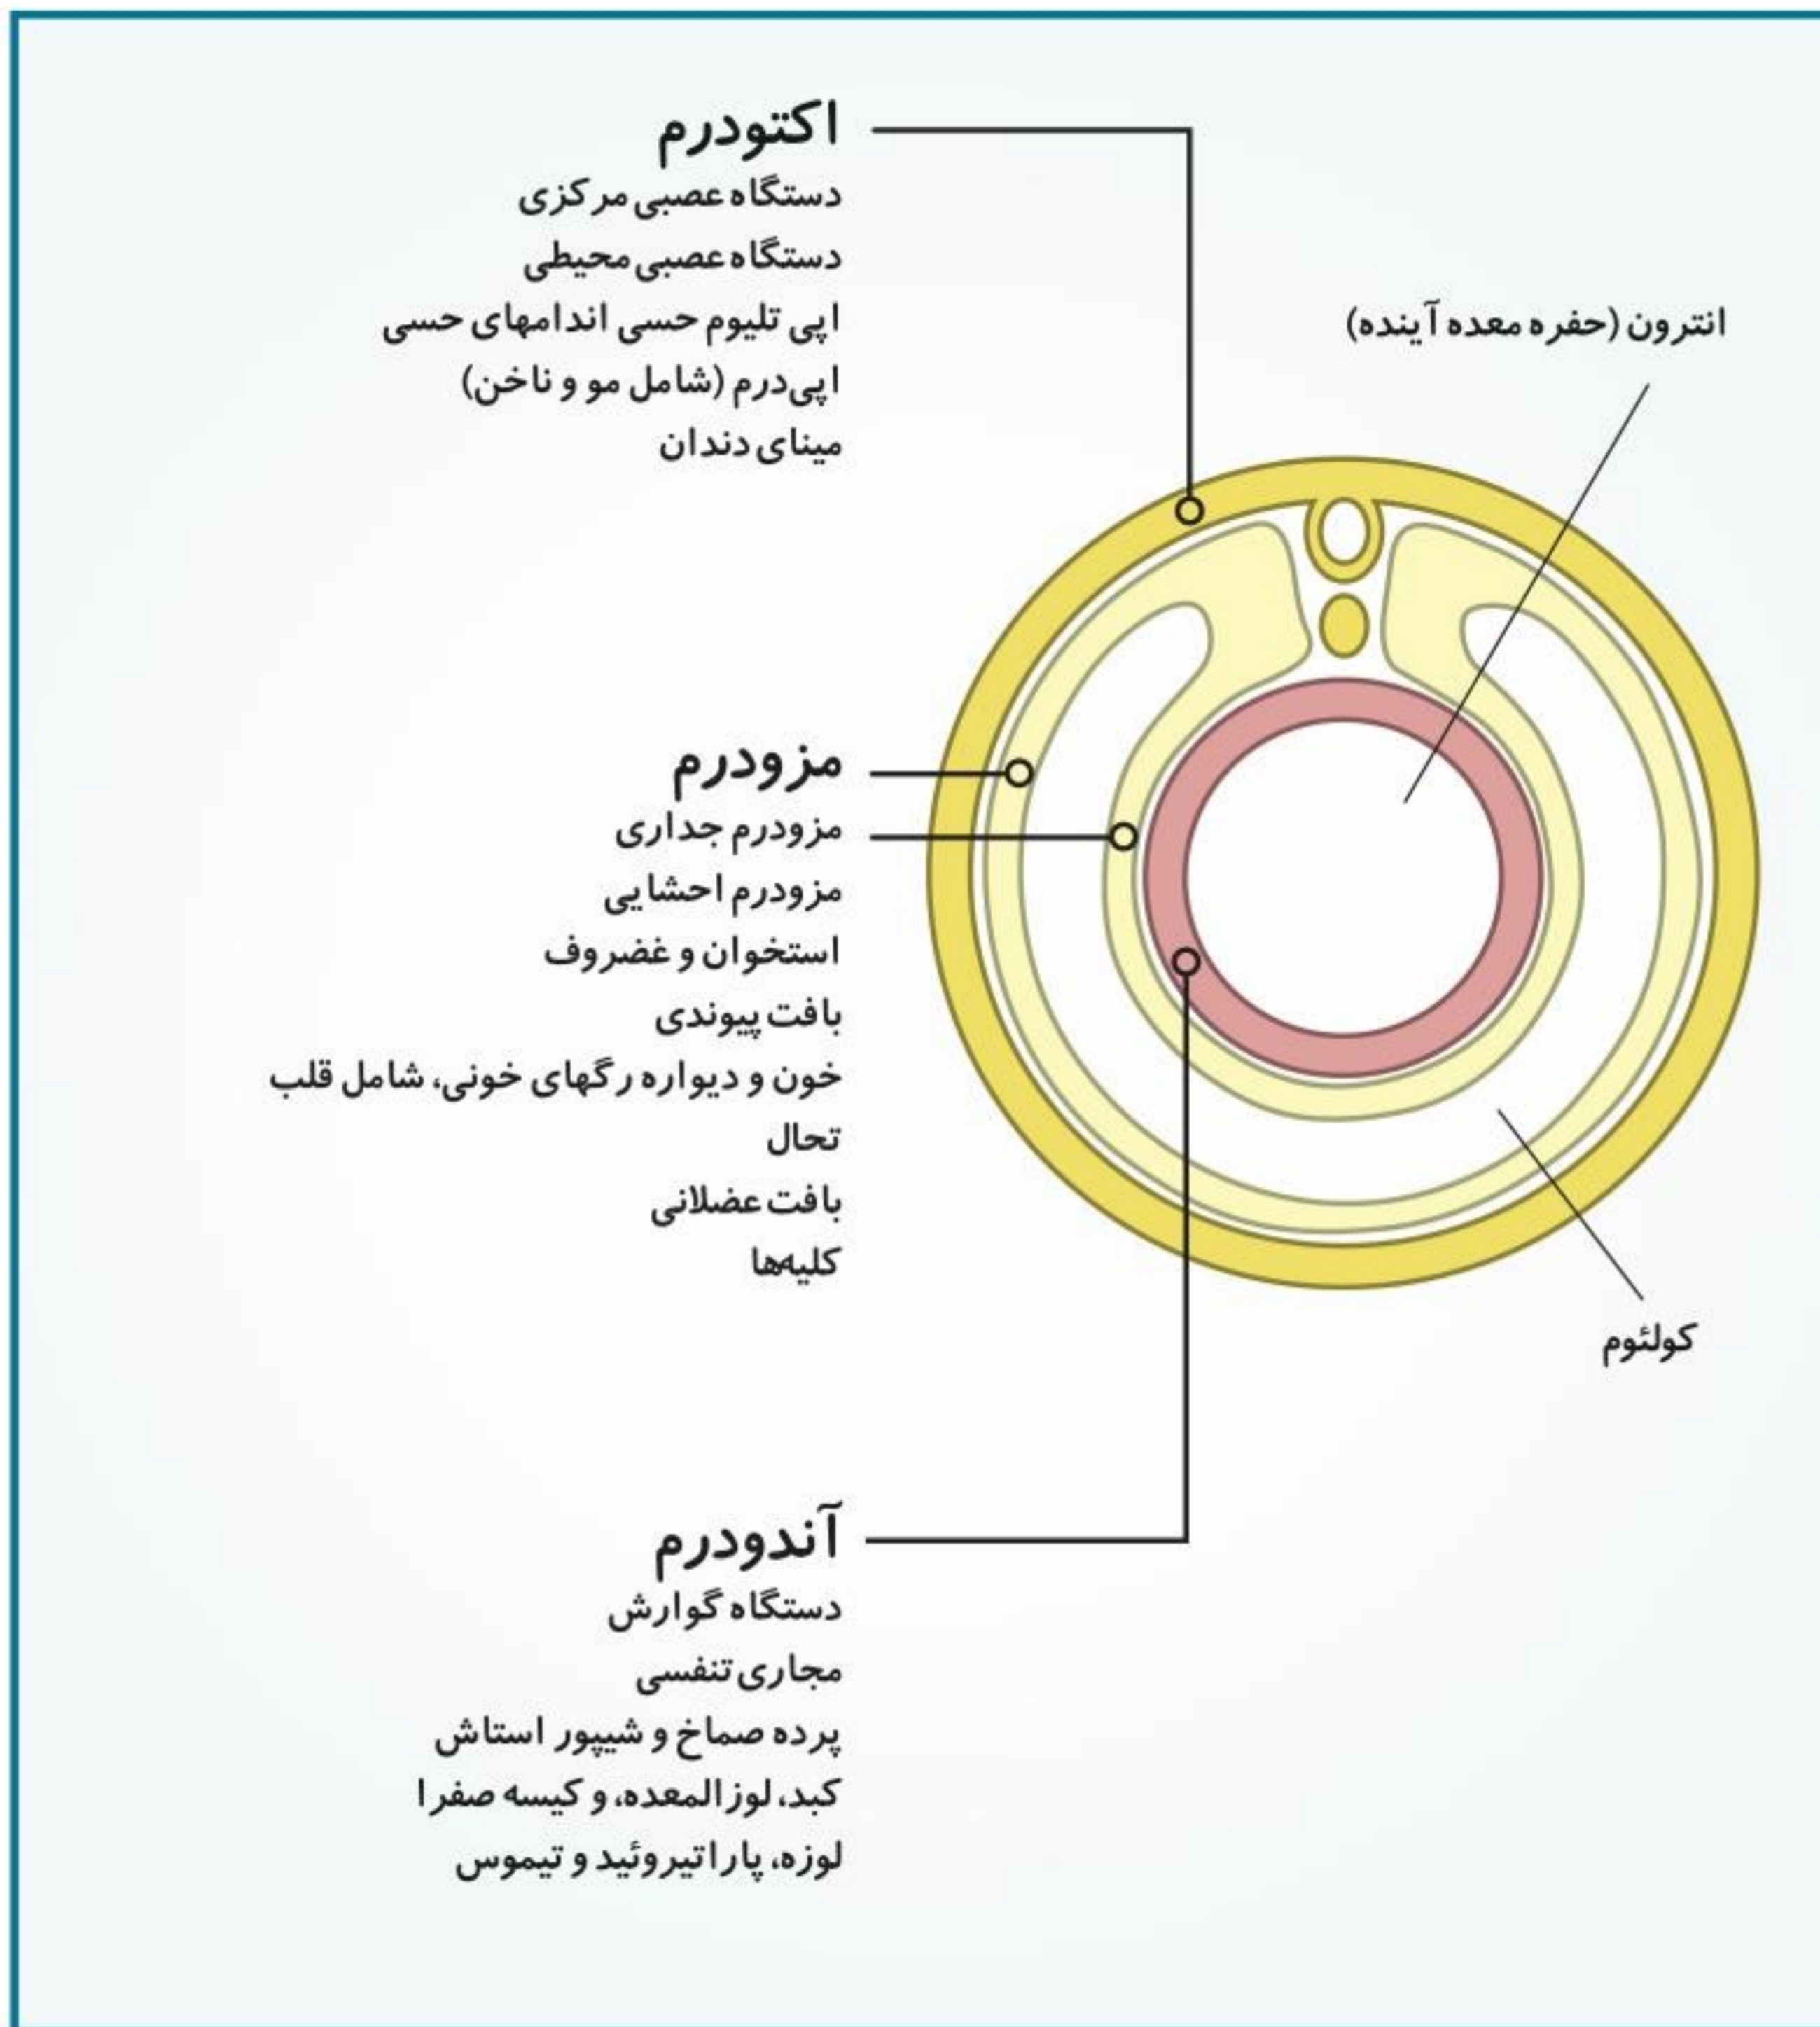 اکتودرم
دستگاه عصبی مرکزی
دستگاه عصبی محیطی
اپی تلیوم حسی اندامهای حسی
اپی‌درم (شامل مو و ناخن)
مینای دندان
انترون (حفره معده آینده)
مزودرم
مزودرم جداری
مزودرم احشایی
استخوان و غضروف
بافت پیوندی
خون و دیواره رگهای خونی، شامل قلب
تحال
بافت عضلانی
کلیه‌ها
کولئوم
آندودرم
دستگاه گوارش
مجاری تنفسی
پرده صماخ و شیپور استاش
کبد، لوزالمعده، و کیسه صفرا
لوزه، پاراتیروئید و تیموس